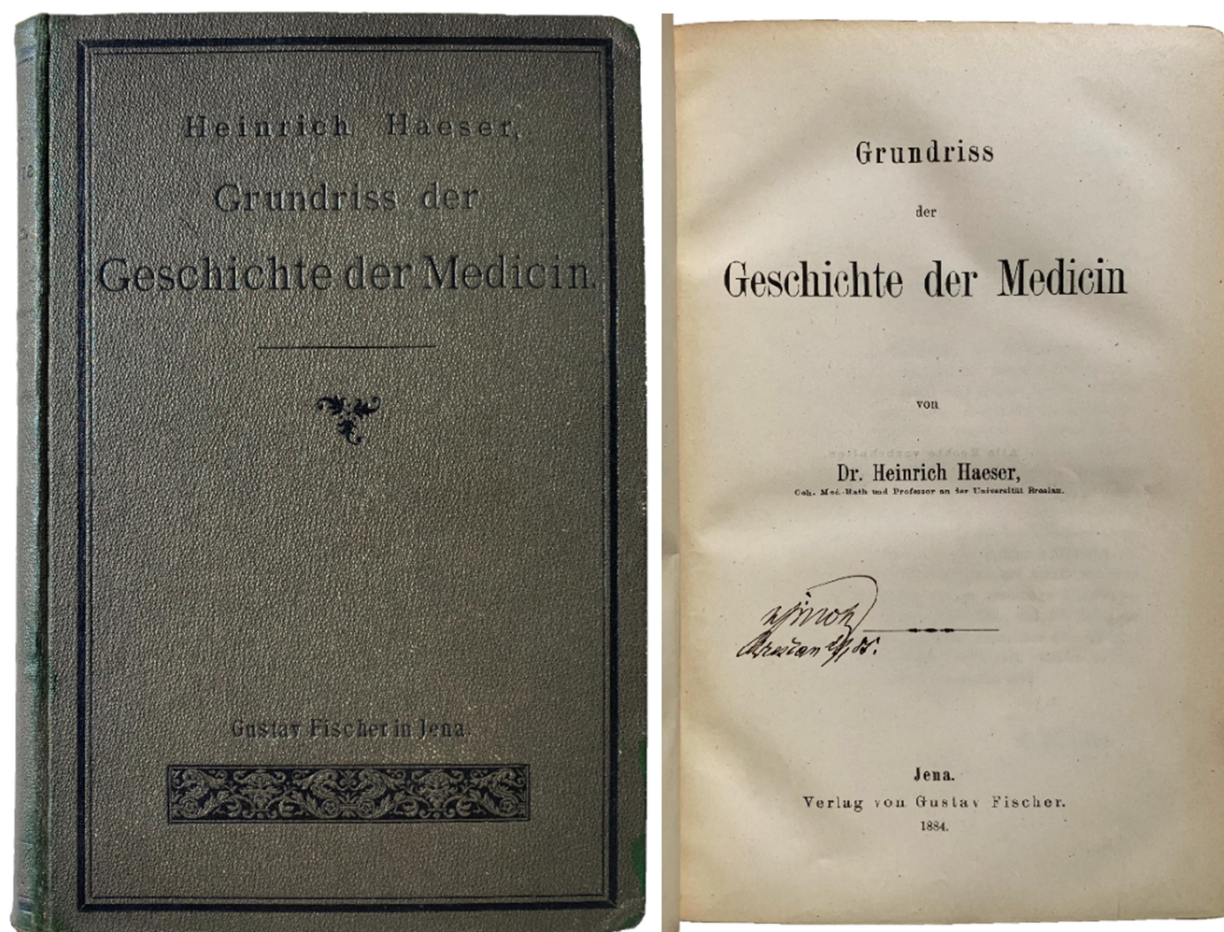 Heinrich Haeser,
Grundriss der
Geschichte der Medicin.
Gustav Fischer in Jena.
Grundriss
der
Geschichte der Medicin
von
Dr. Heinrich Haeser,
Geh. Med.-Rath und Professor an der Universität Breslau.
Jena.
Verlag von Gustav Fischer.
1884.